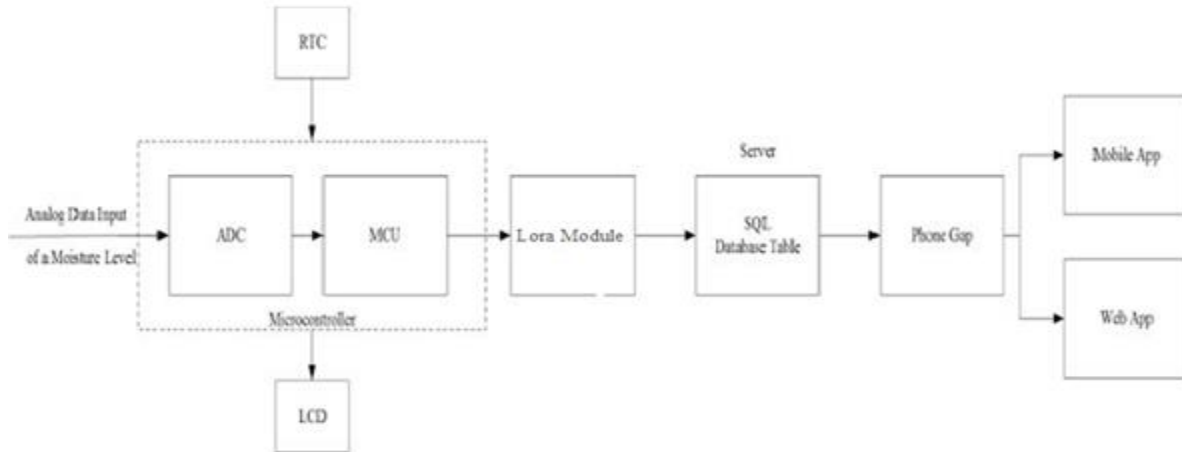 RTC
Analog Data Input
of a Moisture Level
ADC
MCU
Microcontroller
LCD
Lora Module
Server
SQL
Database Table
Phone Gap
Mobile App
Web App